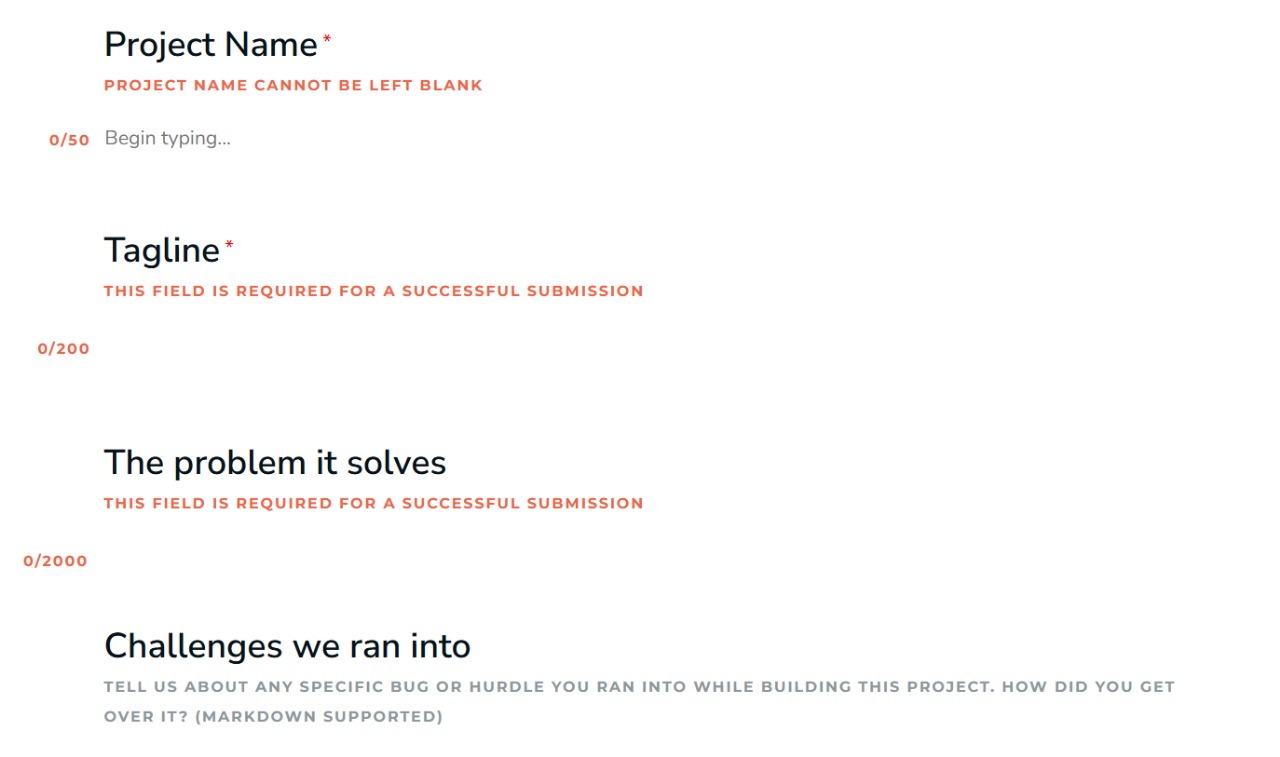 Project Name *
PROJECT NAME CANNOT BE LEFT BLANK
0/50 Begin typing...
Tagline *
THIS FIELD IS REQUIRED FOR A SUCCESSFUL SUBMISSION
0/200
The problem it solves
THIS FIELD IS REQUIRED FOR A SUCCESSFUL SUBMISSION
0/2000
Challenges we ran into
TELL US ABOUT ANY SPECIFIC BUG OR HURDLE YOU RAN INTO WHILE BUILDING THIS PROJECT. HOW DID YOU GET
OVER IT? (MARKDOWN SUPPORTED)